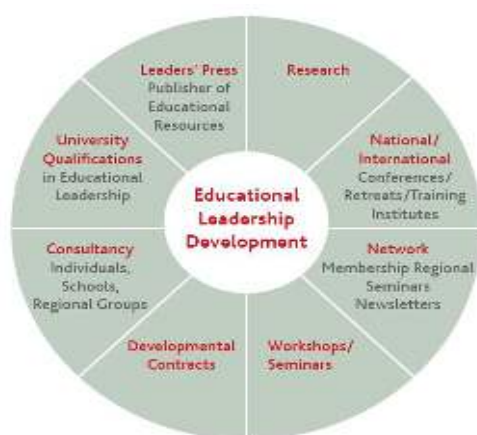 Leaders' Press
Publisher of
Educational
Resources
Research
National/
International
Conferences/
Retreats/Training
Institutes
Network
Membership Regional
Seminars
Newsletters
Workshops/
Seminars
Developmental
Contracts
Consultancy
Individuals,
Schools,
Regional Groups
University
Qualifications
in Educational
Leadership
Educational
Leadership
Development